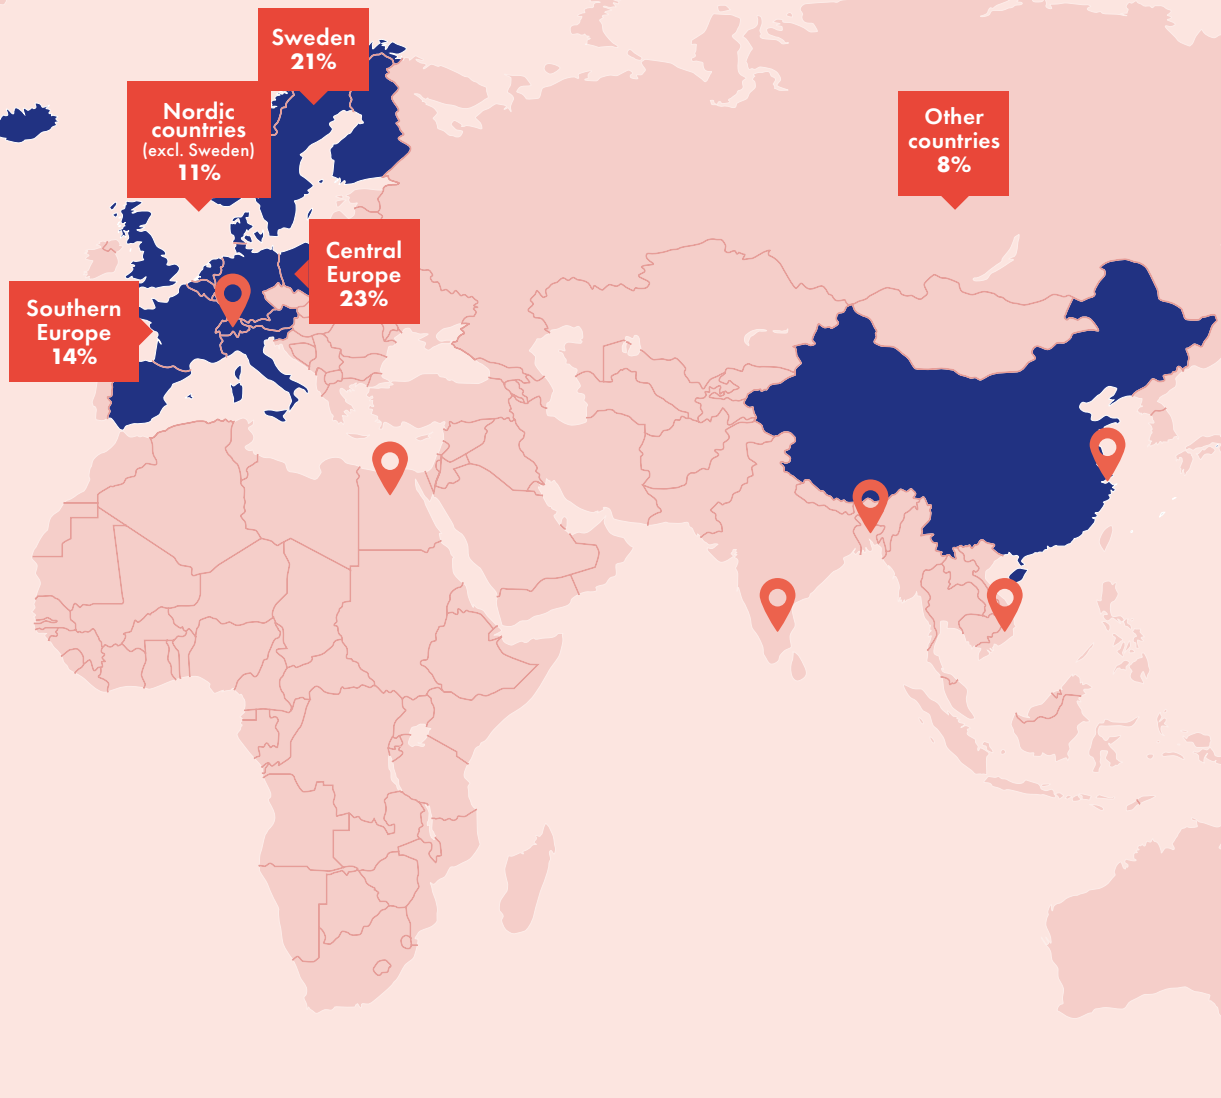 Sweden
21%
Nordic
countries
(excl. Sweden)
11%
Other
countries
8%
Central
Europe
23%
Southern
Europe
14%